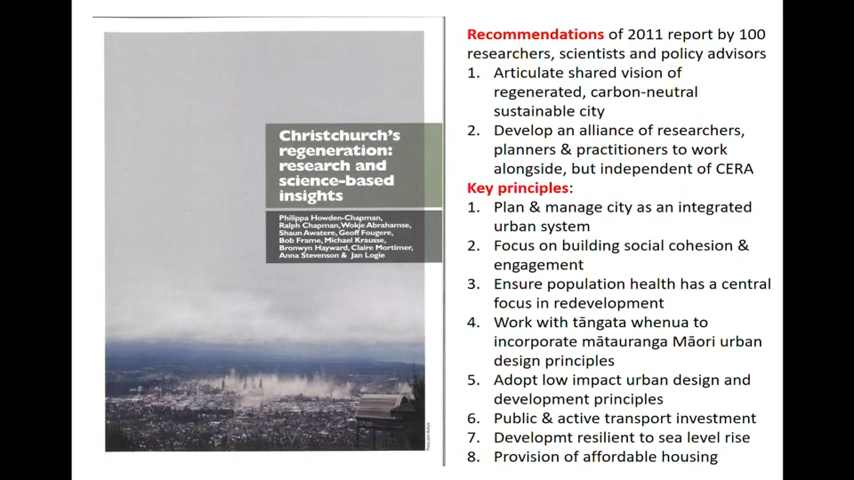 Christchurch's
regeneration:
research and
science-based
insights
Philippa Howden-Chapman,
Ralph Chapman, Wokje Abrahamse,
Shaun Awatere, Geoff Fougere,
Bob Frame, Michael Krausse,
Bronwyn Hayward, Claire Mortimer,
Anna Stevenson & Jan Logie
Recommendations of 2011 report by 100
researchers, scientists and policy advisors
1. Articulate shared vision of
regenerated, carbon-neutral
sustainable city
2. Develop an alliance of researchers,
planners & practitioners to work
alongside, but independent of CERA
Key principles:
1. Plan & manage city as an integrated
urban system
2. Focus on building social cohesion &
engagement
3. Ensure population health has a central
focus in redevelopment
4. Work with tāngata whenua to
incorporate mātauranga Māori urban
design principles
5. Adopt low impact urban design and
development principles
6. Public & active transport investment
7. Developmt resilient to sea level rise
8. Provision of affordable housing